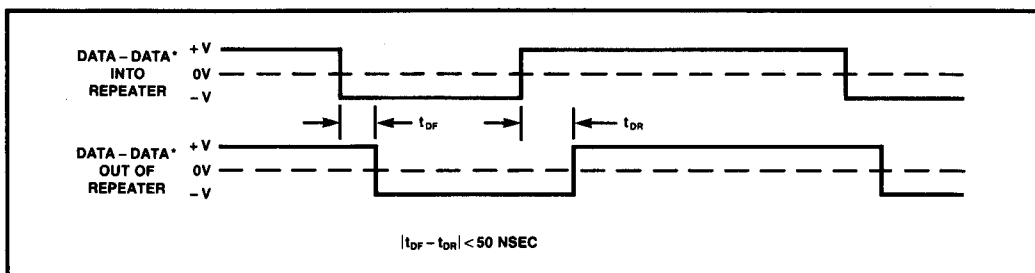 DATA – DATA*
INTO
REPEATER
+ V
0V
– V
t_DF
t_DR
DATA – DATA*
OUT OF
REPEATER
+ V
0V
– V
|t_DF – t_DR| < 50 NSEC